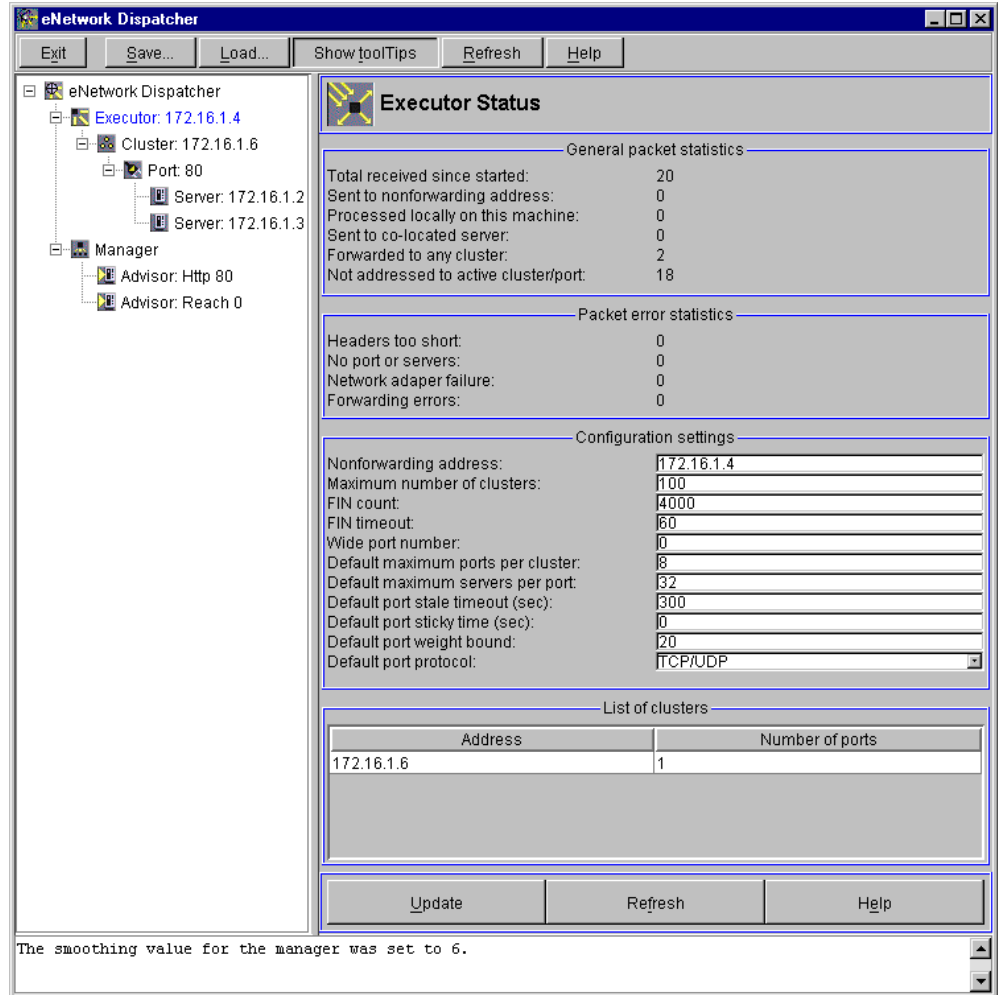 eNetwork Dispatcher
Exit Save... Load... Show toolTips Refresh Help
eNetwork Dispatcher
Executor: 172.16.1.4
Cluster: 172.16.1.6
Port: 80
Server: 172.16.1.2
Server: 172.16.1.3
Manager
Advisor: Http 80
Advisor: Reach 0
Executor Status
General packet statistics
Total received since started: 20
Sent to nonforwarding address: 0
Processed locally on this machine: 0
Sent to co-located server: 0
Forwarded to any cluster: 2
Not addressed to active cluster/port: 18
Packet error statistics
Headers too short: 0
No port or servers: 0
Network adaper failure: 0
Forwarding errors: 0
Configuration settings
Nonforwarding address: 172.16.1.4
Maximum number of clusters: 100
FIN count: 4000
FIN timeout: 60
Wide port number: 0
Default maximum ports per cluster: 8
Default maximum servers per port: 32
Default port stale timeout (sec): 300
Default port sticky time (sec): 0
Default port weight bound: 20
Default port protocol: TCP/UDP
List of clusters
Address Number of ports
172.16.1.6 1
Update Refresh Help
The smoothing value for the manager was set to 6.